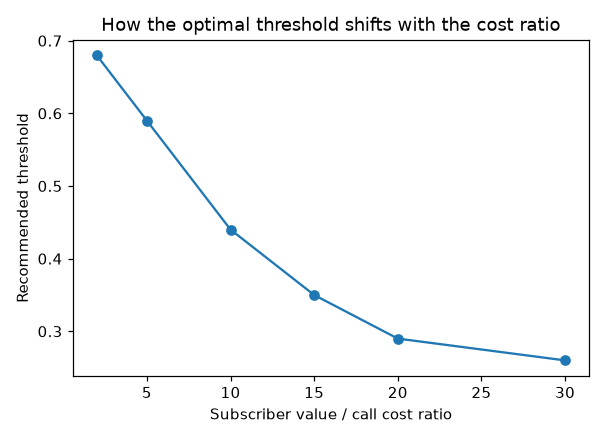 How the optimal threshold shifts with the cost ratio
Recommended threshold
0.7
0.6
0.5
0.4
0.3
5 10 15 20 25 30
Subscriber value / call cost ratio